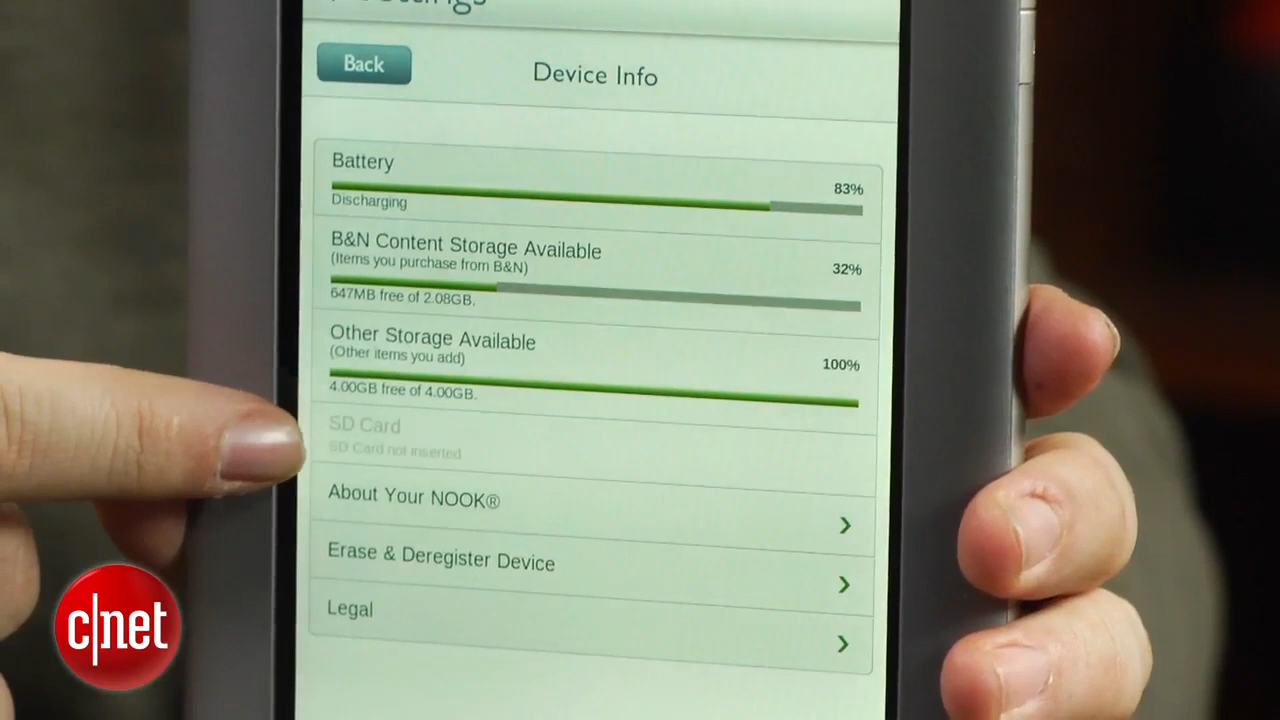 Settings
Back
Device Info
Battery
83%
Discharging
B&N Content Storage Available
(Items you purchase from B&N)
32%
647MB free of 2.08GB.
Other Storage Available
(Other items you add)
100%
4.00GB free of 4.00GB.
SD Card
SD Card not inserted
About Your NOOK®
Erase & Deregister Device
Legal
c|net